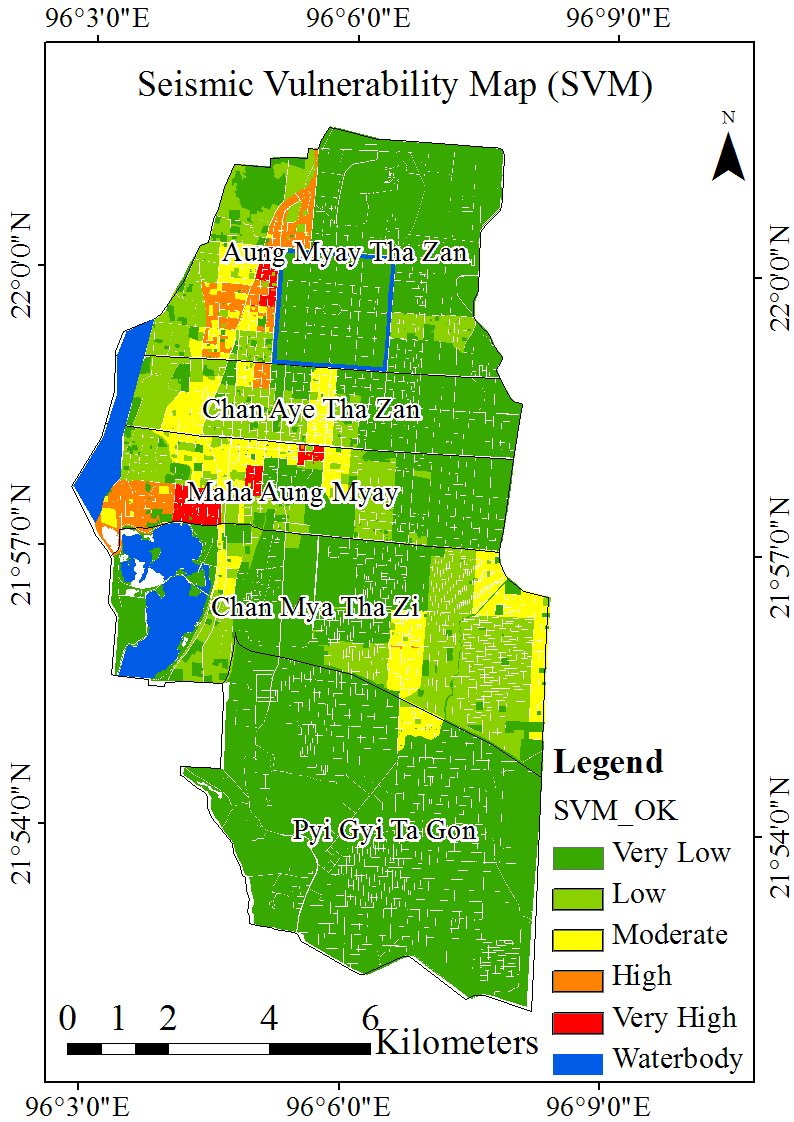 96°3'0"E 96°6'0"E 96°9'0"E
Seismic Vulnerability Map (SVM)
N
22°0'0"N
22°0'0"N
Aung Myay Tha Zan
Chan Aye Tha Zan
Maha Aung Myay
21°57'0"N
21°57'0"N
Chan Mya Tha Zi
Legend
SVM_OK
21°54'0"N
21°54'0"N
Pyi Gyi Ta Gon
Very Low
Low
Moderate
High
Very High
Waterbody
0 1 2 4 6
Kilometers
96°3'0"E 96°6'0"E 96°9'0"E